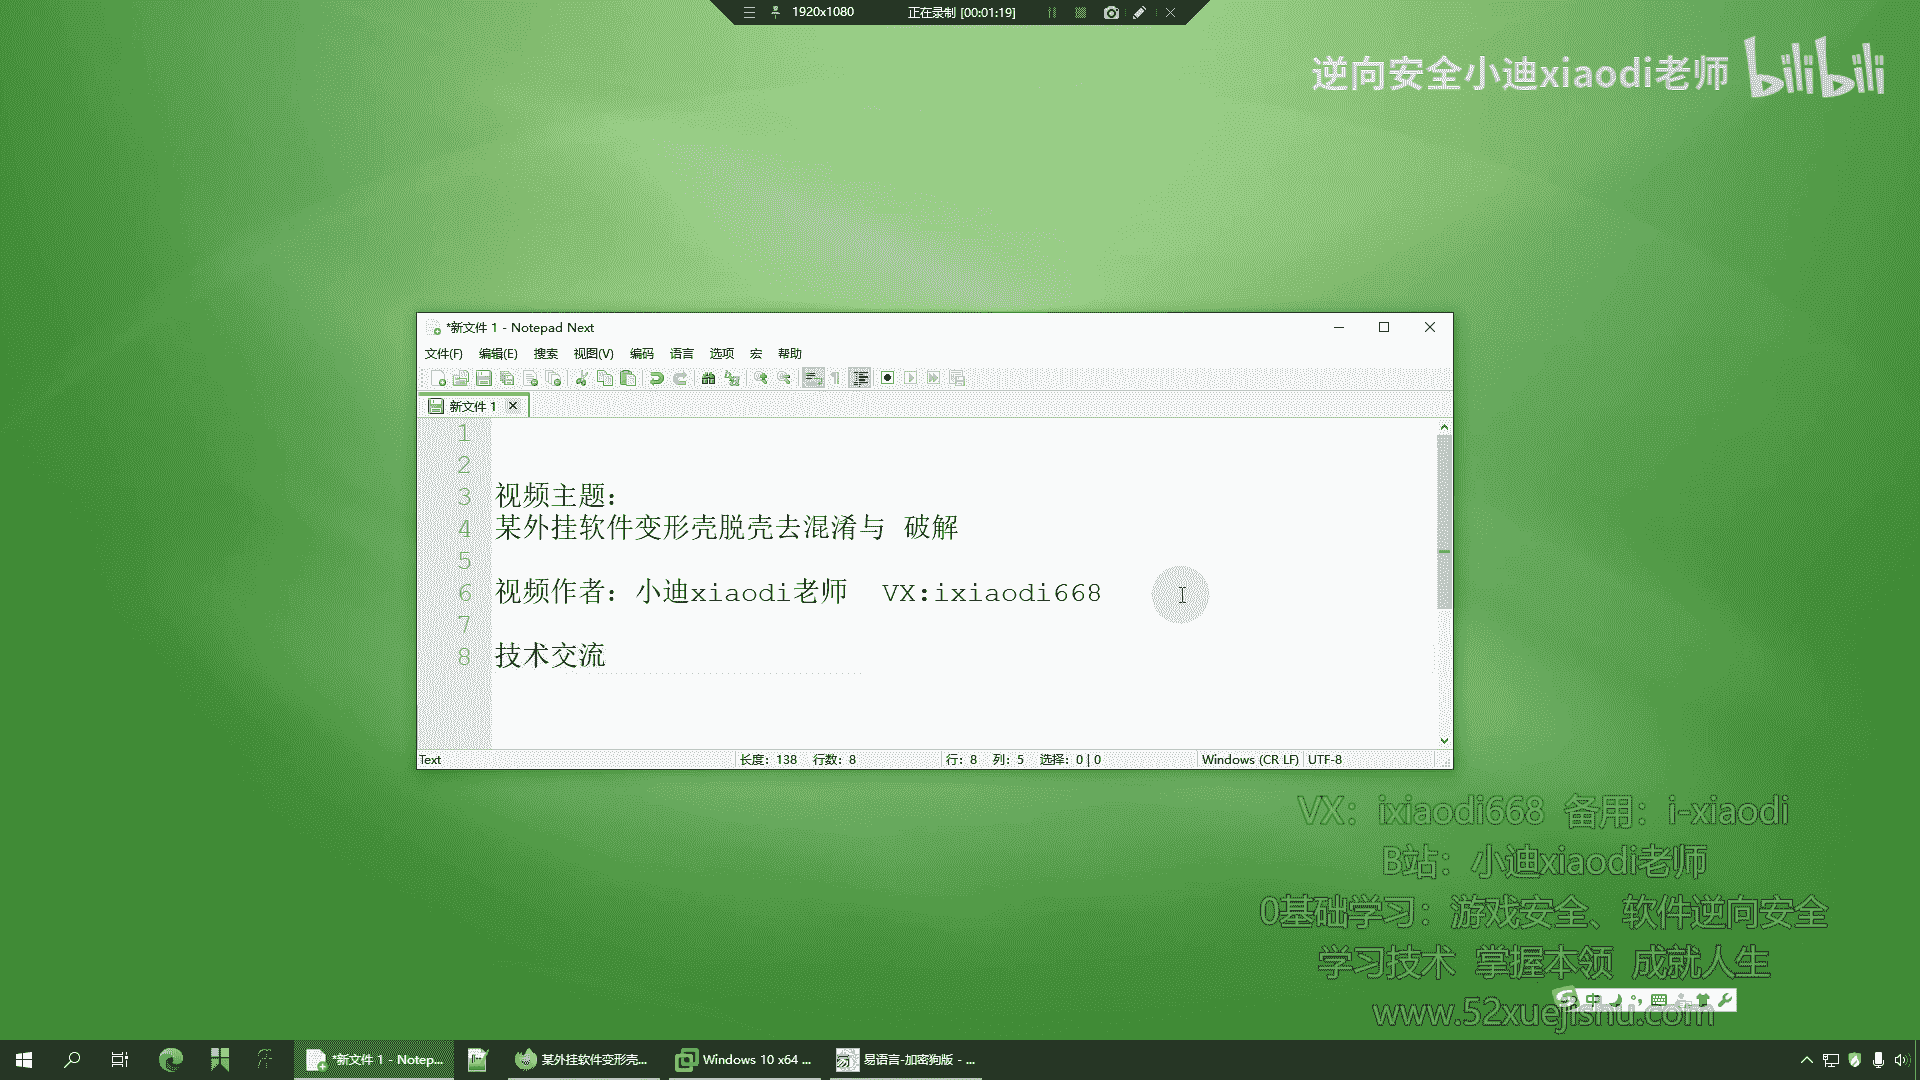 1920x1080 正在录制 [00:01:19]
逆向安全小迪xiaodi老师 bilibili
*新文件 1 - Notepad Next
文件(F) 编辑(E) 搜索 视图(V) 编码 语言 选项 宏 帮助
新文件 1
1
2
3 视频主题：
4 某外挂软件变形壳脱壳去混淆与 破解
5
6 视频作者：小迪xiaodi老师 VX:ixiaodi668
7
8 技术交流
Text 长度：138 行数：8 行：8 列：5 选择：0 | 0 Windows (CR LF) UTF-8
VX：ixiaodi668 备用：i-xiaodi
B站：小迪xiaodi老师
0基础学习：游戏安全、软件逆向安全
学习技术 掌握本领 成就人生
中
www.52xuejishu.com
*新文件 1 - Notep... 某外挂软件变形壳... Windows 10 x64 ... 易语言-加密狗版 - ...